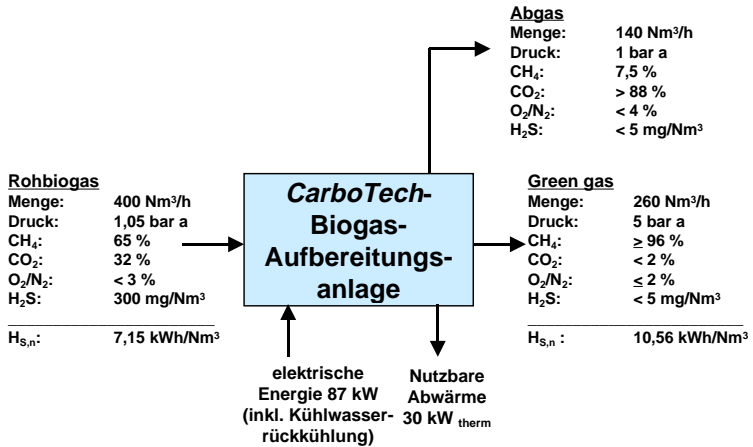 Abgas
Menge: 140 Nm³/h
Druck: 1 bar a
CH₄: 7,5 %
CO₂: > 88 %
O₂/N₂: < 4 %
H₂S: < 5 mg/Nm³
Rohbiogas
Menge: 400 Nm³/h
Druck: 1,05 bar a
CH₄: 65 %
CO₂: 32 %
O₂/N₂: < 3 %
H₂S: 300 mg/Nm³
H_S,n: 7,15 kWh/Nm³
CarboTech-
Biogas-
Aufbereitungs-
anlage
Green gas
Menge: 260 Nm³/h
Druck: 5 bar a
CH₄: ≥ 96 %
CO₂: < 2 %
O₂/N₂: ≤ 2 %
H₂S: < 5 mg/Nm³
H_S,n : 10,56 kWh/Nm³
elektrische
Energie 87 kW
(inkl. Kühlwasser-
rückkühlung)
Nutzbare
Abwärme
30 kW therm